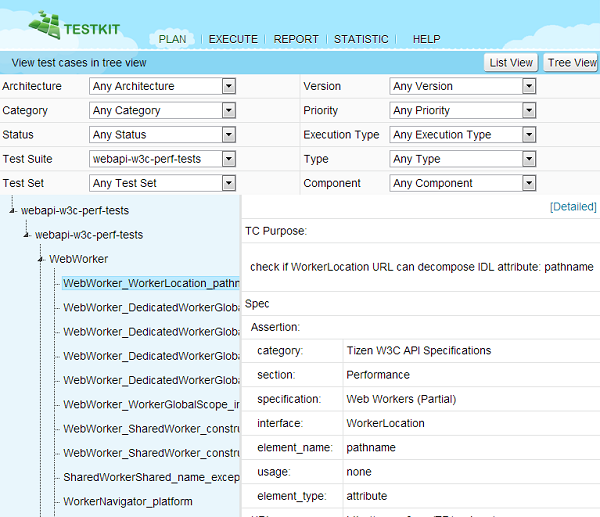 TESTKIT
PLAN EXECUTE REPORT STATISTIC HELP
View test cases in tree view List View Tree View
Architecture Any Architecture Version Any Version
Category Any Category Priority Any Priority
Status Any Status Execution Type Any Execution Type
Test Suite webapi-w3c-perf-tests Type Any Type
Test Set Any Test Set Component Any Component
webapi-w3c-perf-tests
webapi-w3c-perf-tests
WebWorker
WebWorker_WorkerLocation_pathn
WebWorker_DedicatedWorkerGloba
WebWorker_DedicatedWorkerGloba
WebWorker_DedicatedWorkerGloba
WebWorker_DedicatedWorkerGloba
WebWorker_WorkerGlobalScope_in
WebWorker_SharedWorker_constru
WebWorker_SharedWorker_constru
SharedWorkerShared_name_excep
WorkerNavigator_platform
[Detailed]
TC Purpose:
check if WorkerLocation URL can decompose IDL attribute: pathname
Spec
Assertion:
category: Tizen W3C API Specifications
section: Performance
specification: Web Workers (Partial)
interface: WorkerLocation
element_name: pathname
usage: none
element_type: attribute